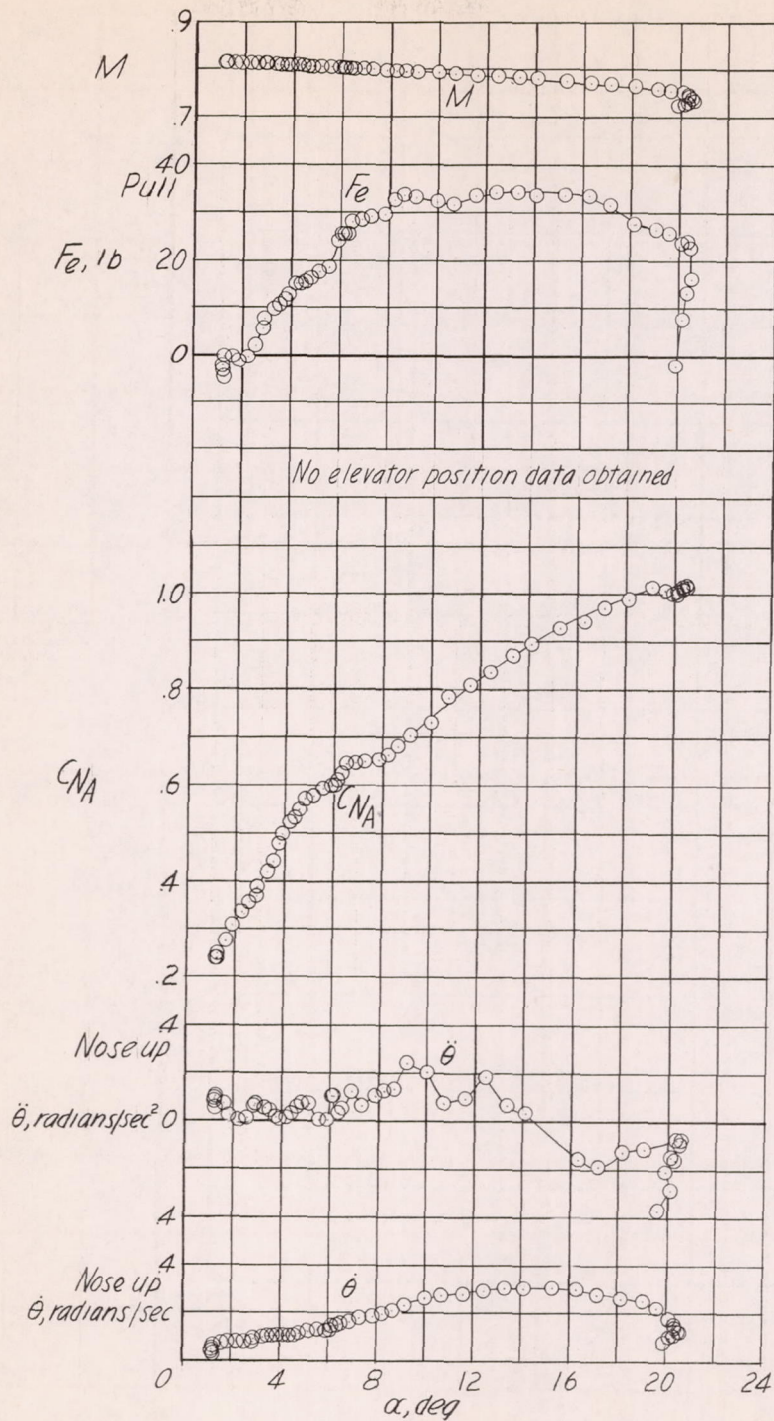 .9
M
M
.7
40
Pull
Fe
Fe, lb
20
0
No elevator position data obtained
1.0
.8
CNA
.6
CNA
.4
.2
.4
Nose up
θ̈
θ̈, radians/sec²
0
.4
.4
Nose up
θ̇
θ̇, radians/sec
0
0 4 8 12 16 20 24
α, deg